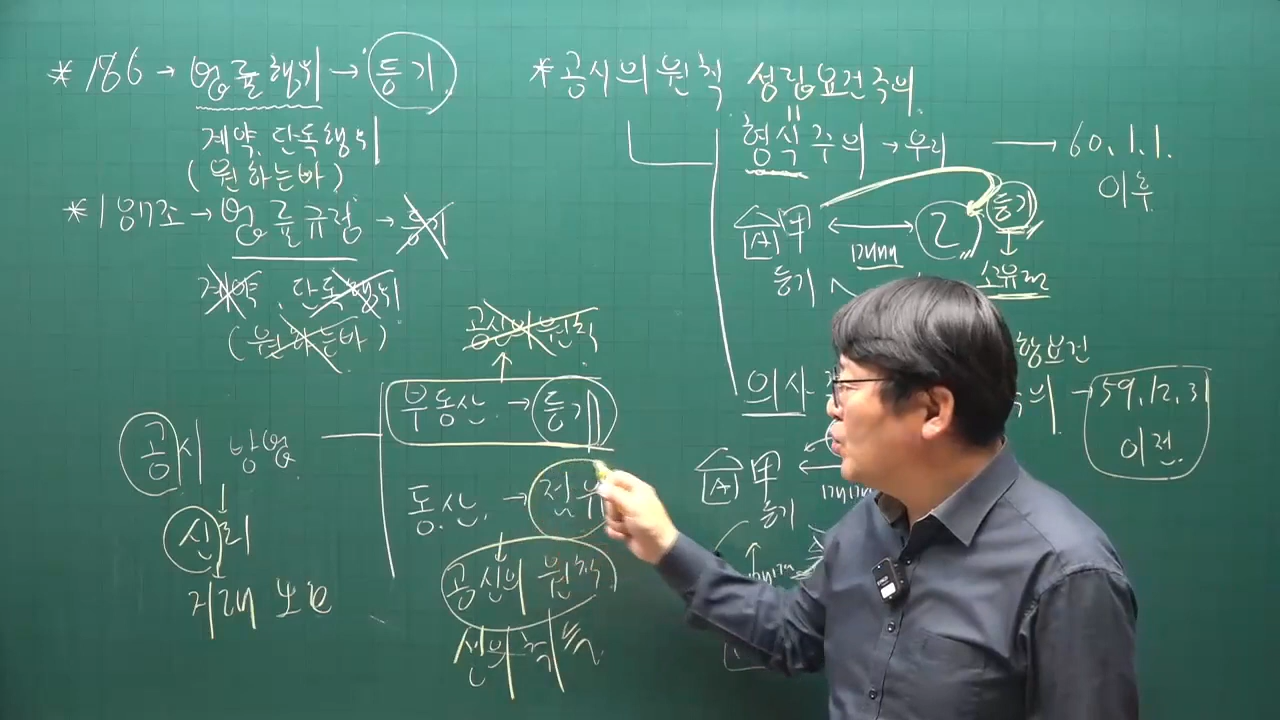 * 186 → 법률행위 → 등기
계약, 단독행위
(원하는바)
* 187조 → 법률규정 → 등기
계약, 단독행위
(원하는바)
공신의 원칙
부동산 → 등기
공시 방법
동산 → 점유
신뢰
공신의 원칙
거래 보호
선의취득
* 공시의 원칙 성립요건주의
형식주의 → 우리 → 60.1.1.
이후
A 甲 ↔ 乙 등기
매매
등기 소유권
의사
59.12.31
이전
A 甲
매매
등기